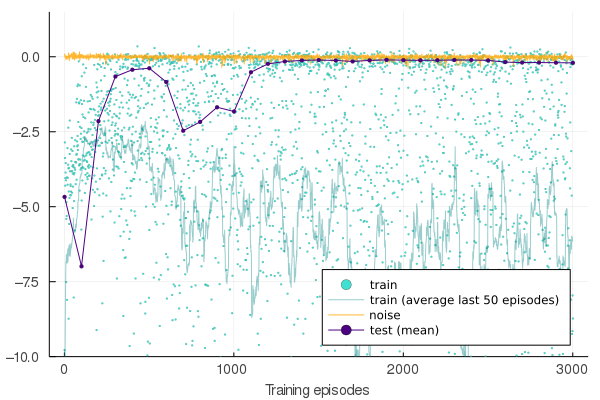 0.0
−2.5
−5.0
−7.5
−10.0
0
1000
2000
3000
Training episodes
train
train (average last 50 episodes)
noise
test (mean)